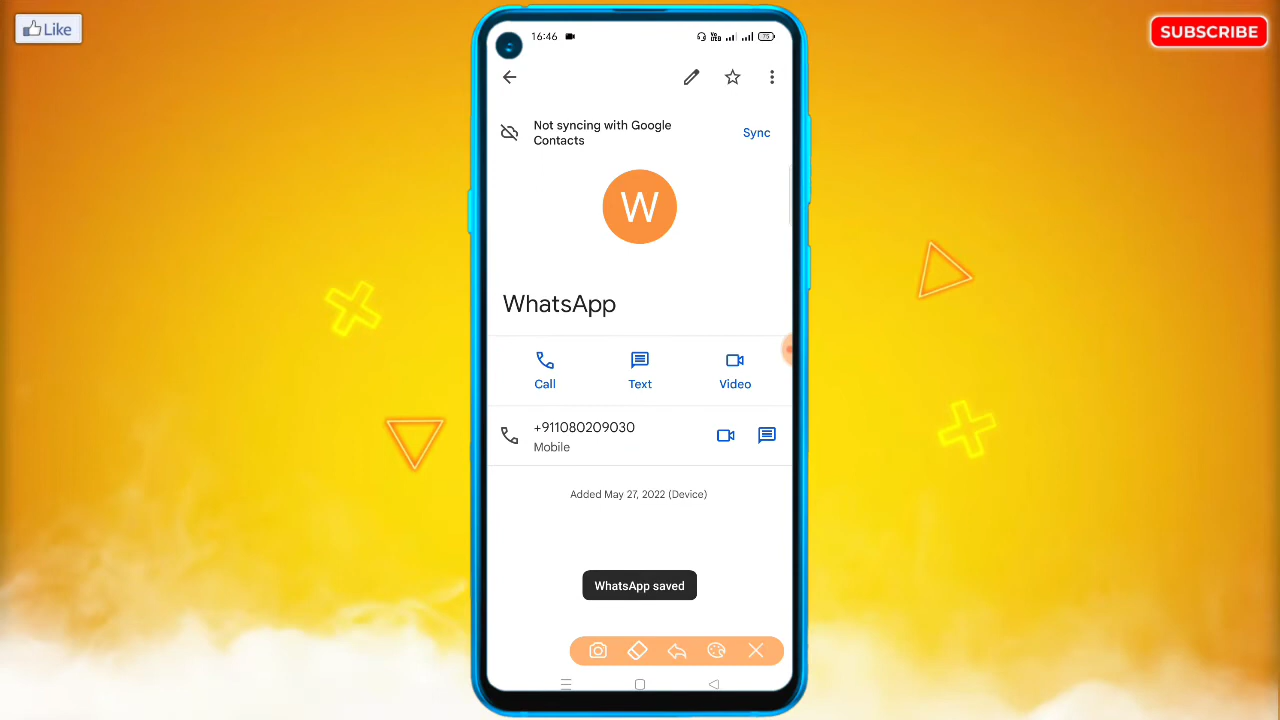 Like
SUBSCRIBE
16:46
75
Not syncing with Google
Contacts
Sync
W
WhatsApp
Call
Text
Video
+911080209030
Mobile
Added May 27, 2022 (Device)
WhatsApp saved